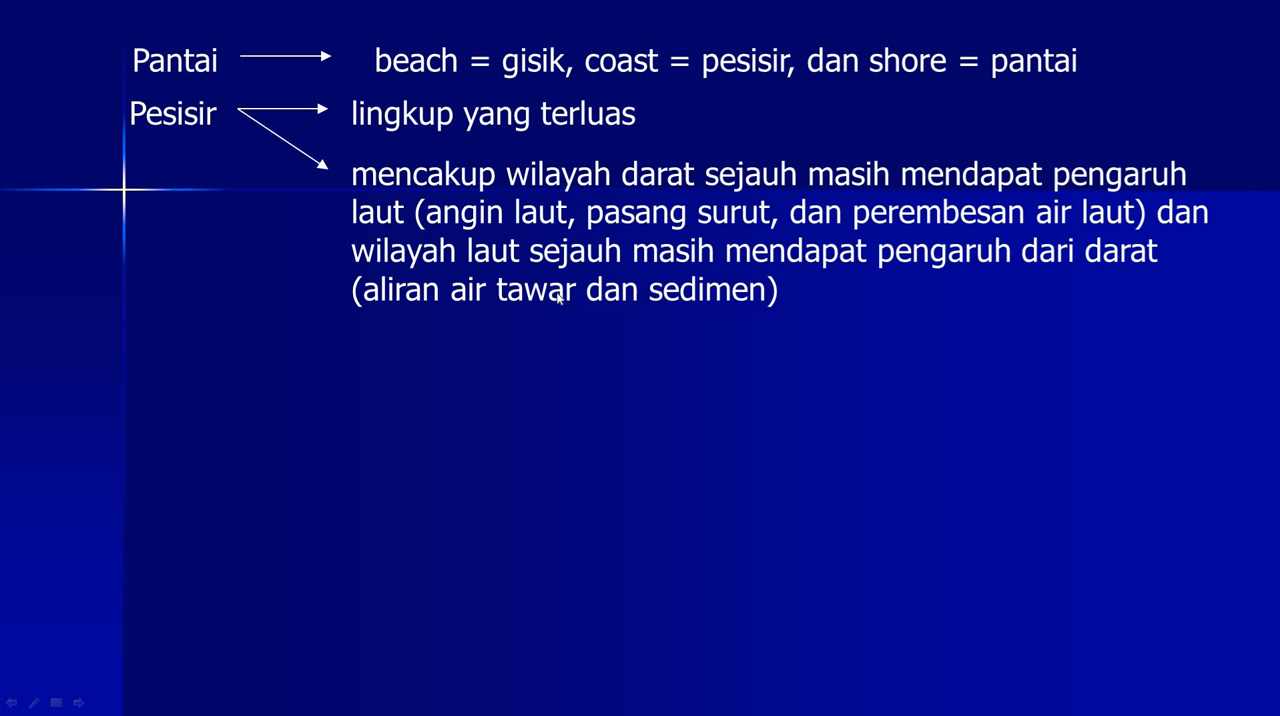 Pantai beach = gisik, coast = pesisir, dan shore = pantai
Pesisir lingkup yang terluas
mencakup wilayah darat sejauh masih mendapat pengaruh
laut (angin laut, pasang surut, dan perembesan air laut) dan
wilayah laut sejauh masih mendapat pengaruh dari darat
(aliran air tawar dan sedimen)